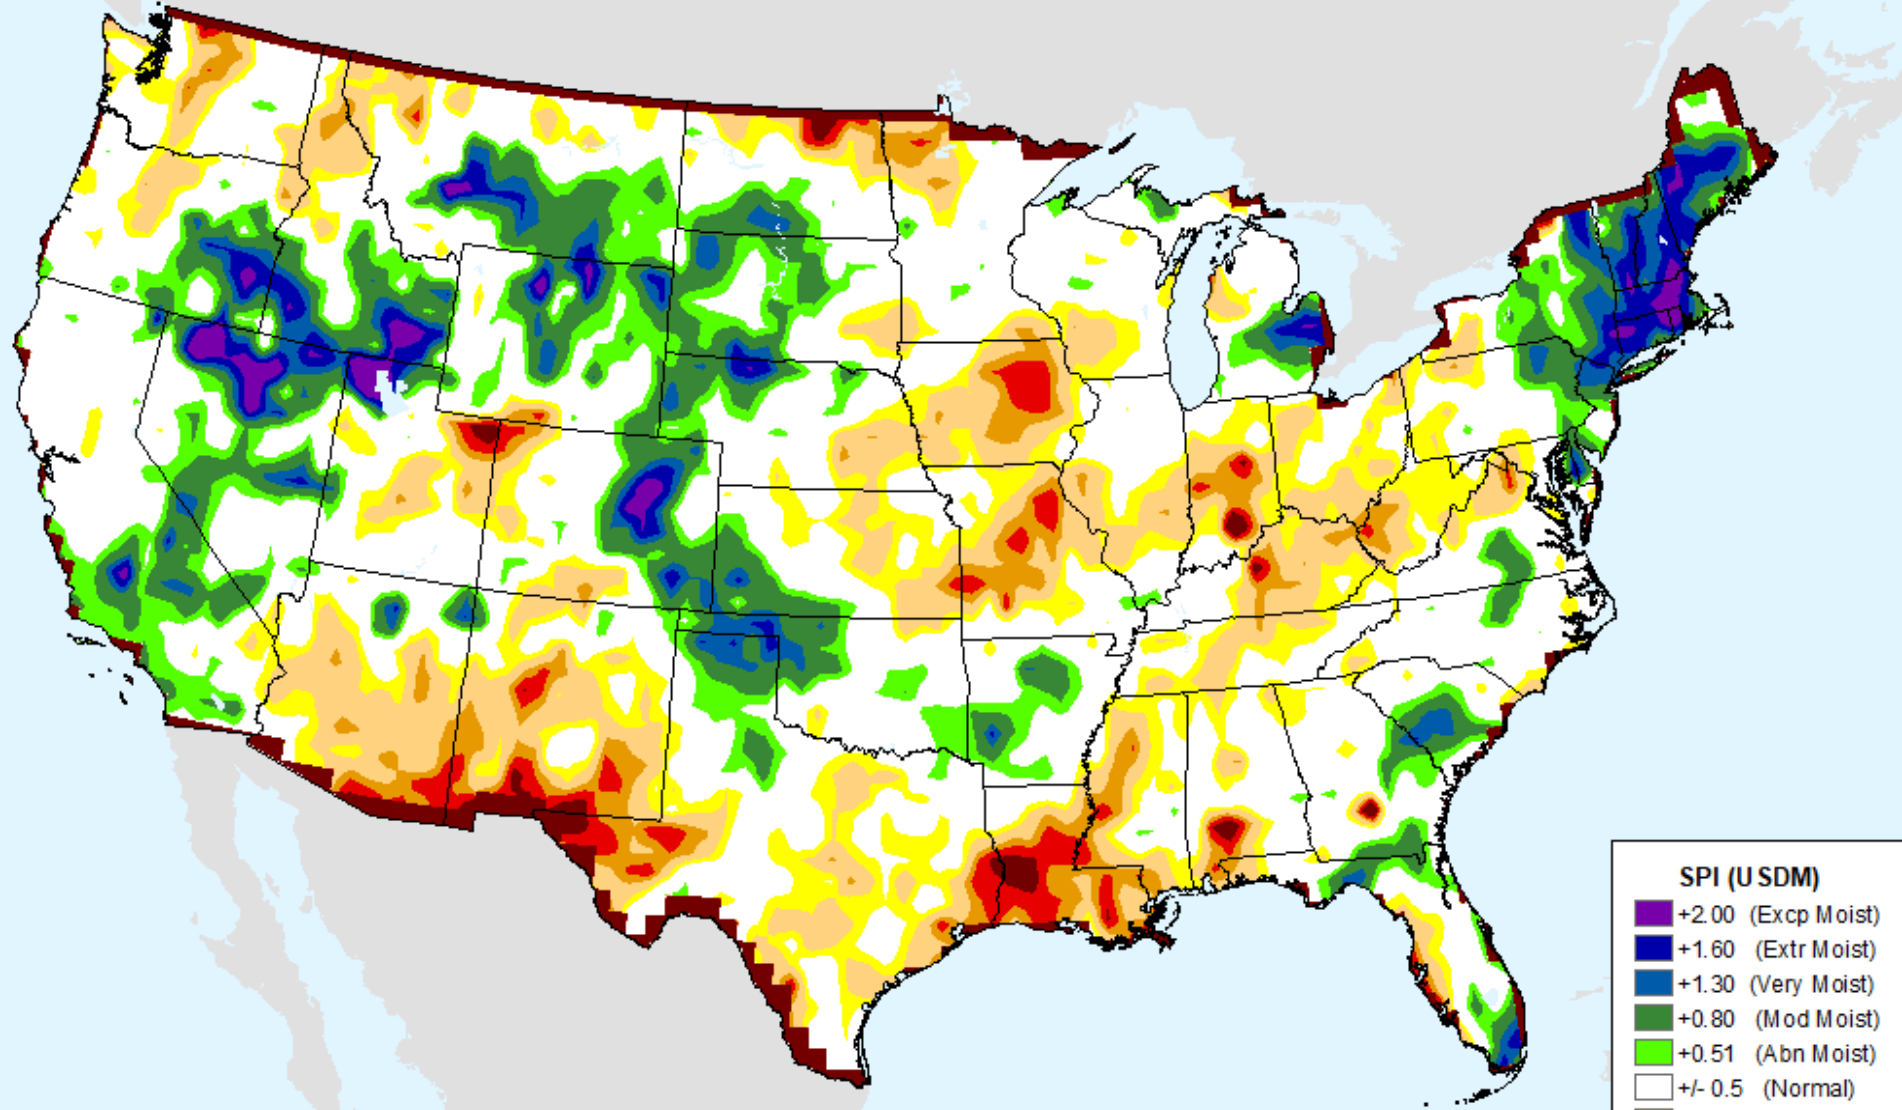 SPI (USDM)
+2.00 (Excp Moist)
+1.60 (Extr Moist)
+1.30 (Very Moist)
+0.80 (Mod Moist)
+0.51 (Abn Moist)
+/- 0.5 (Normal)